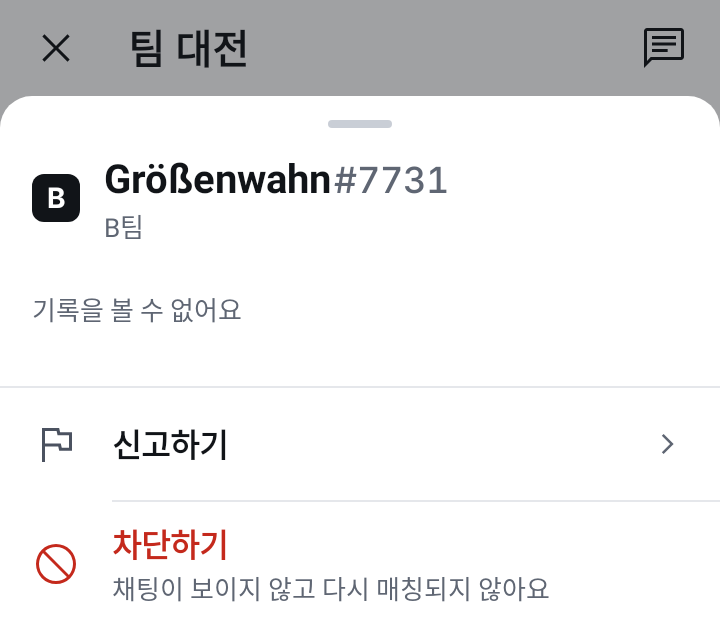 팀 대전
B
Größenwahn#7731
B팀
기록을 볼 수 없어요
신고하기
차단하기
채팅이 보이지 않고 다시 매칭되지 않아요